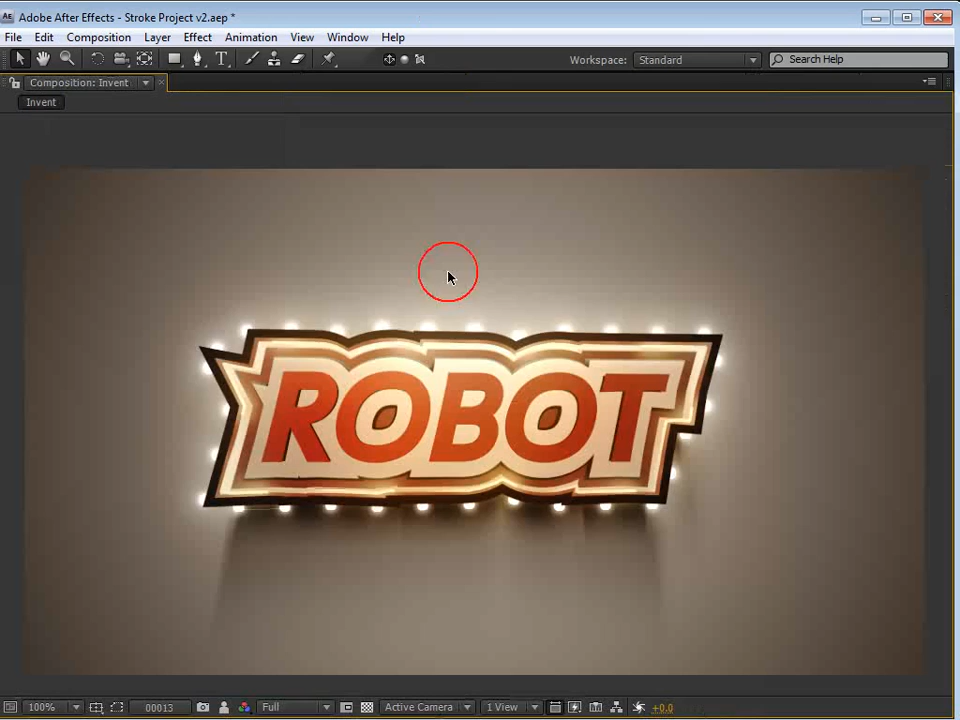 Adobe After Effects - Stroke Project v2.aep *
File Edit Composition Layer Effect Animation View Window Help
Workspace: Standard Search Help
Composition: Invent
Invent
ROBOT
100% 00013 Full Active Camera 1 View +0.0